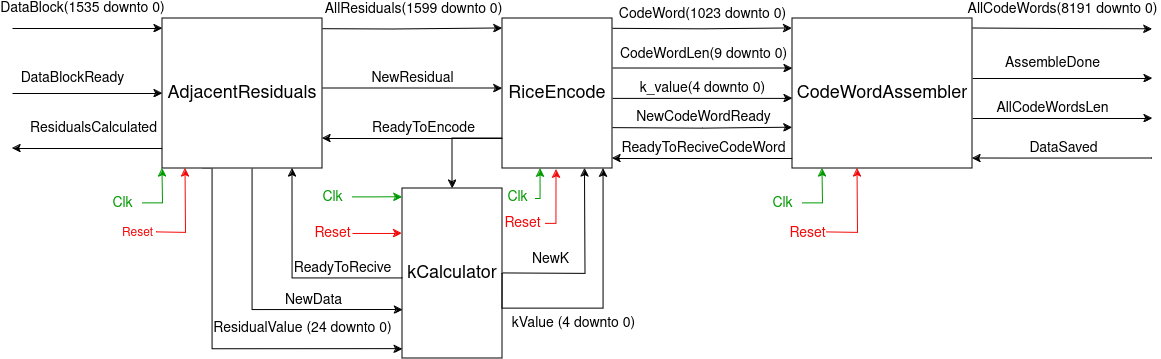 DataBlock(1535 downto 0)
AllResiduals(1599 downto 0)
CodeWord(1023 downto 0)
AllCodeWords(8191 downto 0)
DataBlockReady
AdjacentResiduals
NewResidual
RiceEncode
CodeWordLen(9 downto 0)
k_value(4 downto 0)
CodeWordAssembler
AssembleDone
ResidualsCalculated
ReadyToEncode
NewCodeWordReady
ReadyToReciveCodeWord
AllCodeWordsLen
DataSaved
Clk
Reset
Clk
Reset
Clk
Reset
Clk
Reset
ReadyToRecive
kCalculator
NewK
NewData
ResidualValue (24 downto 0)
kValue (4 downto 0)